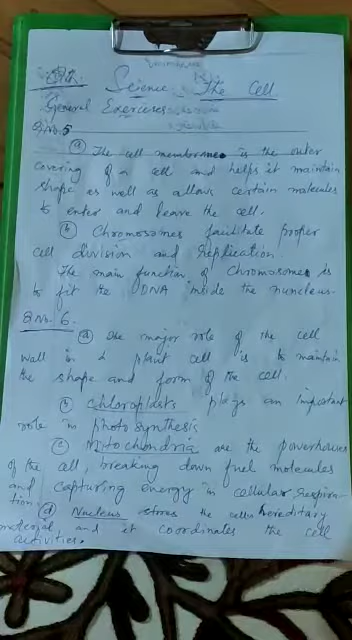 Science The Cell
General Exercises
Ans. 5
(a) The cell membrane is the outer
covering of a cell and helps it maintain
shape as well as allows certain molecules
to enter and leave the cell.
(b) Chromosomes facilitate proper
cell division and replication.
The main function of chromosomes is
to fit the DNA inside the nuncleus
Ans. 6.
(a) The major role of the cell
wall in a plant cell is to maintain
the shape and form of the cell.
(b) Chloroplasts plays an important
role in photosynthesis
(c) Mitochondria are the powerhouses
of the all, breaking down fuel molecules
and capturing energy in cellular respira-
tion.
(d) Nucleus stores the cells hereditary
material and it coordinates the cell
activities.